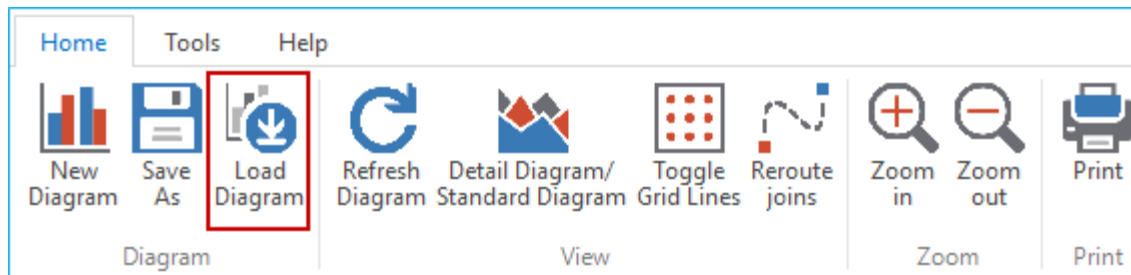 Home Tools Help
New Diagram
Save As
Load Diagram
Refresh Diagram
Detail Diagram/
Standard Diagram
Toggle Grid Lines
Reroute joins
Zoom in
Zoom out
Print
Diagram View Zoom Print